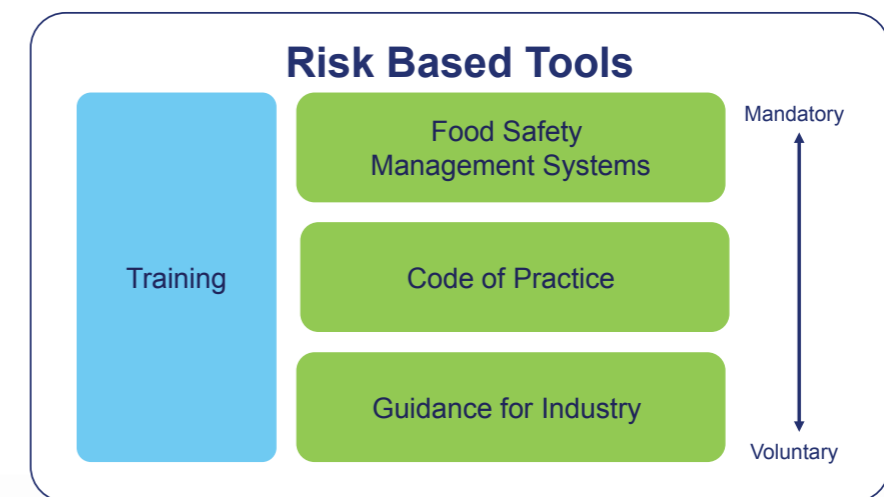 Risk Based Tools
Training
Food Safety
Management Systems
Code of Practice
Guidance for Industry
Mandatory
Voluntary